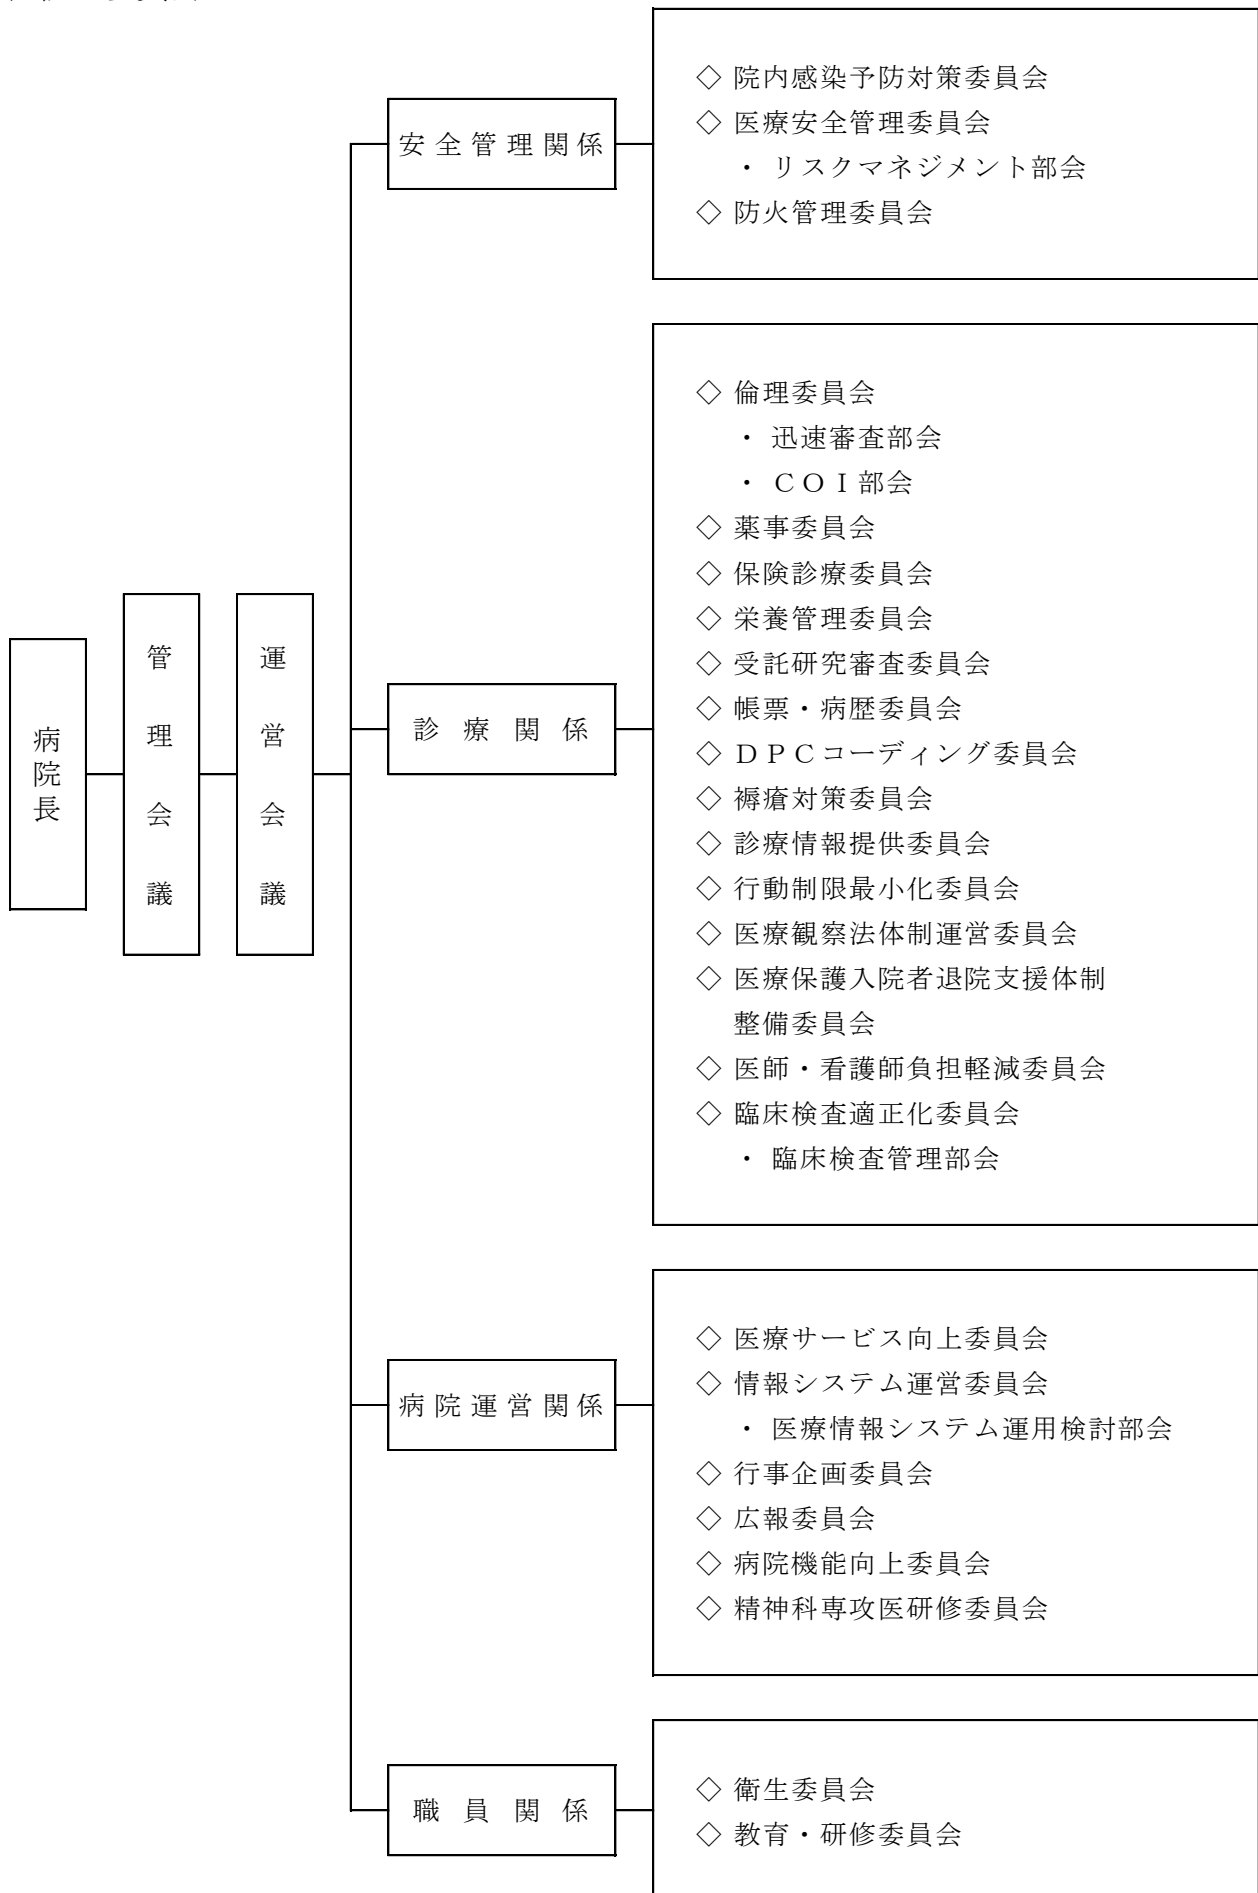 病院長
管理会議
運営会議
安全管理関係
◇ 院内感染予防対策委員会
◇ 医療安全管理委員会
・ リスクマネジメント部会
◇ 防火管理委員会
診療関係
◇ 倫理委員会
・ 迅速審査部会
・ ＣＯＩ部会
◇ 薬事委員会
◇ 保険診療委員会
◇ 栄養管理委員会
◇ 受託研究審査委員会
◇ 帳票・病歴委員会
◇ ＤＰＣコーディング委員会
◇ 褥瘡対策委員会
◇ 診療情報提供委員会
◇ 行動制限最小化委員会
◇ 医療観察法体制運営委員会
◇ 医療保護入院者退院支援体制
整備委員会
◇ 医師・看護師負担軽減委員会
◇ 臨床検査適正化委員会
・ 臨床検査管理部会
病院運営関係
◇ 医療サービス向上委員会
◇ 情報システム運営委員会
・ 医療情報システム運用検討部会
◇ 行事企画委員会
◇ 広報委員会
◇ 病院機能向上委員会
◇ 精神科専攻医研修委員会
職員関係
◇ 衛生委員会
◇ 教育・研修委員会